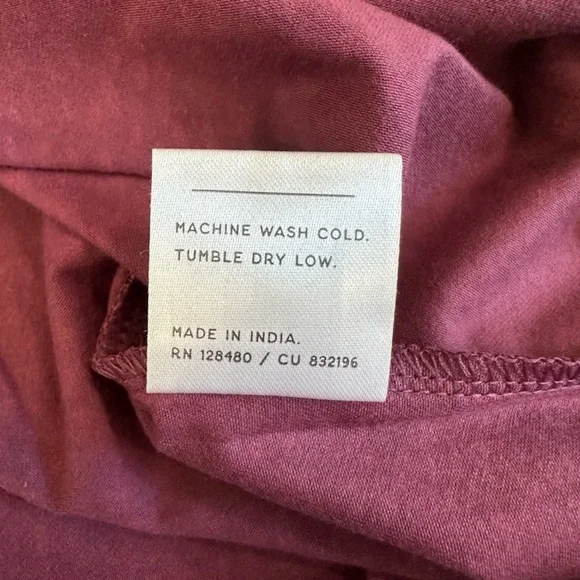 MACHINE WASH COLD.
TUMBLE DRY LOW.
MADE IN INDIA.
RN 128480 / CU 832196